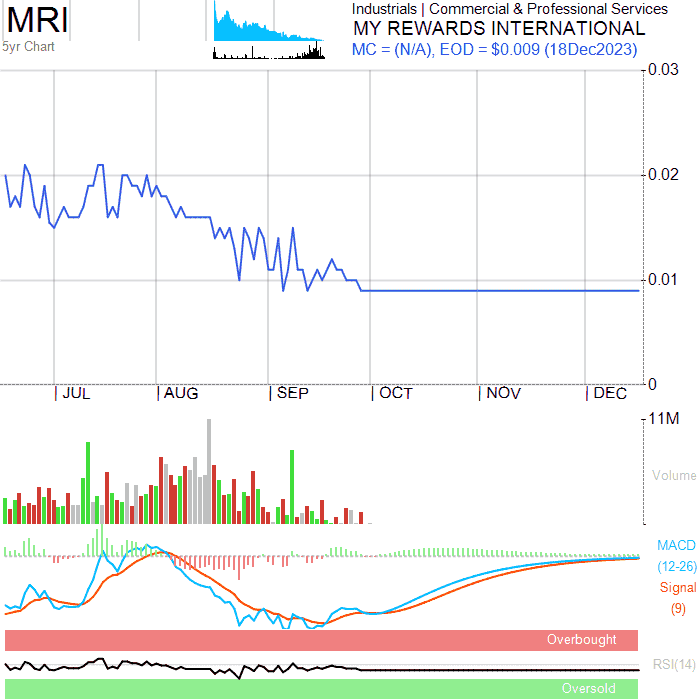 MRI
5yr Chart
Industrials | Commercial & Professional Services
MY REWARDS INTERNATIONAL
MC = (N/A), EOD = $0.009 (18Dec2023)
0.03
0.02
0.01
0
| JUL | AUG | SEP | OCT | NOV | DEC
11M
Volume
MACD
(12-26)
Signal
(9)
Overbought
RSI(14)
Oversold